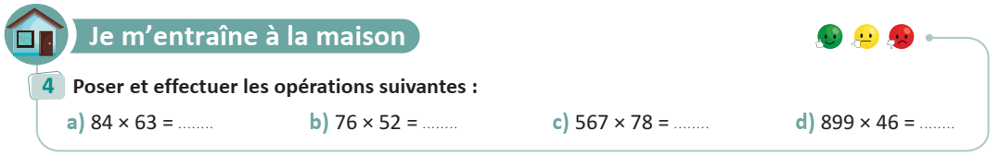 Je m'entraîne à la maison
4 Poser et effectuer les opérations suivantes :
a) 84 × 63 = ........ b) 76 × 52 = ........ c) 567 × 78 = ........ d) 899 × 46 = ........